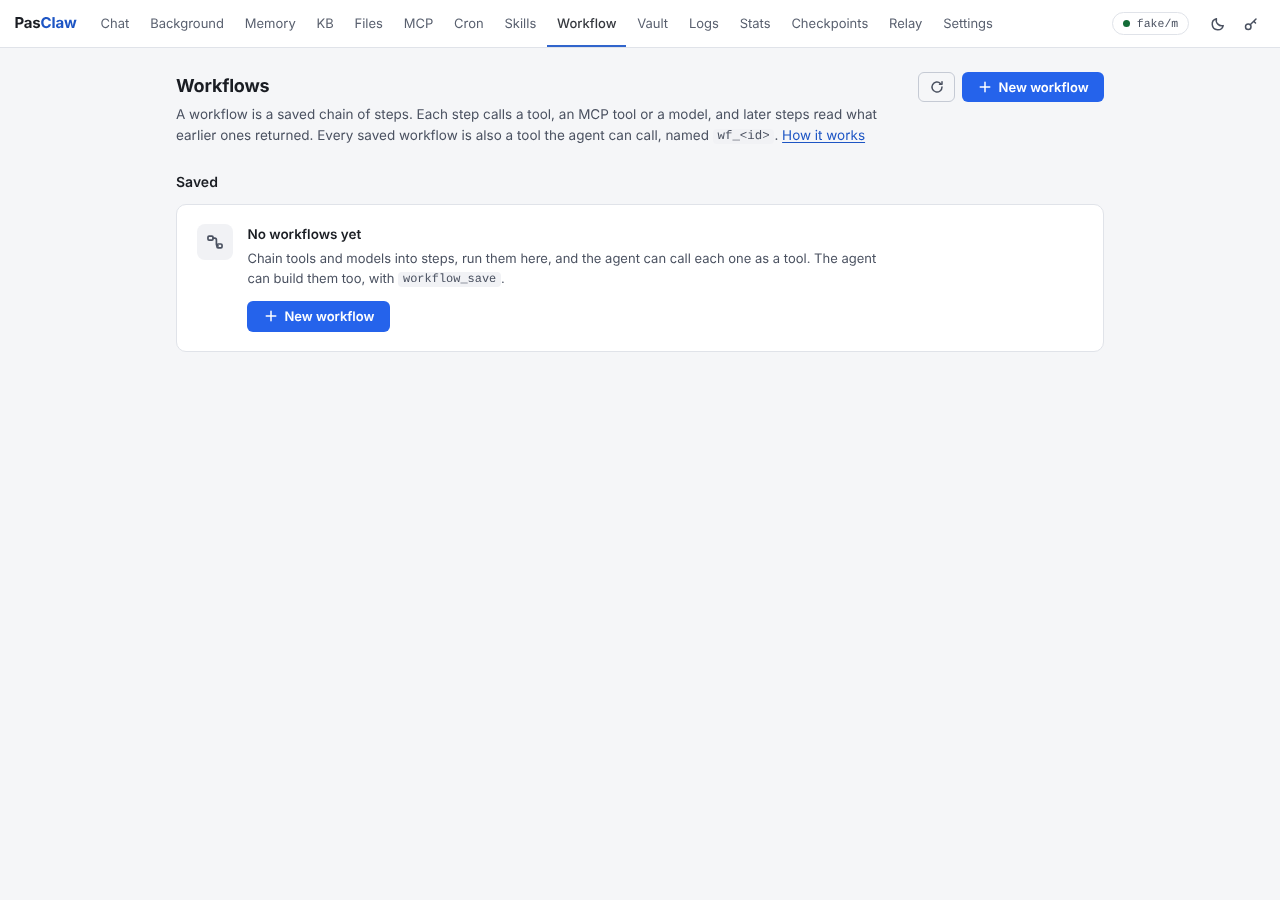 PasClaw Chat Background Memory KB Files MCP Cron Skills Workflow Vault Logs Stats Checkpoints Relay Settings fake/m
Workflows
New workflow
A workflow is a saved chain of steps. Each step calls a tool, an MCP tool or a model, and later steps read what
earlier ones returned. Every saved workflow is also a tool the agent can call, named wf_<id>. How it works
Saved
No workflows yet
Chain tools and models into steps, run them here, and the agent can call each one as a tool. The agent
can build them too, with workflow_save.
New workflow